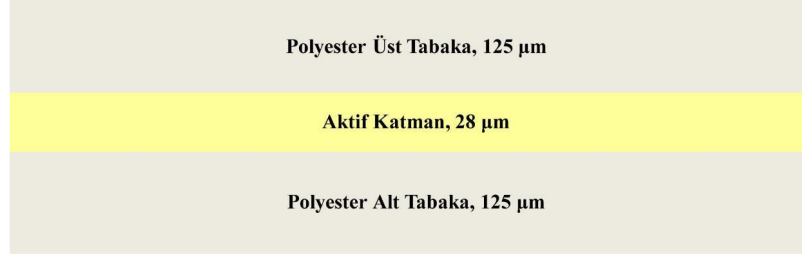 Polyester Üst Tabaka, 125 µm
Aktif Katman, 28 µm
Polyester Alt Tabaka, 125 µm